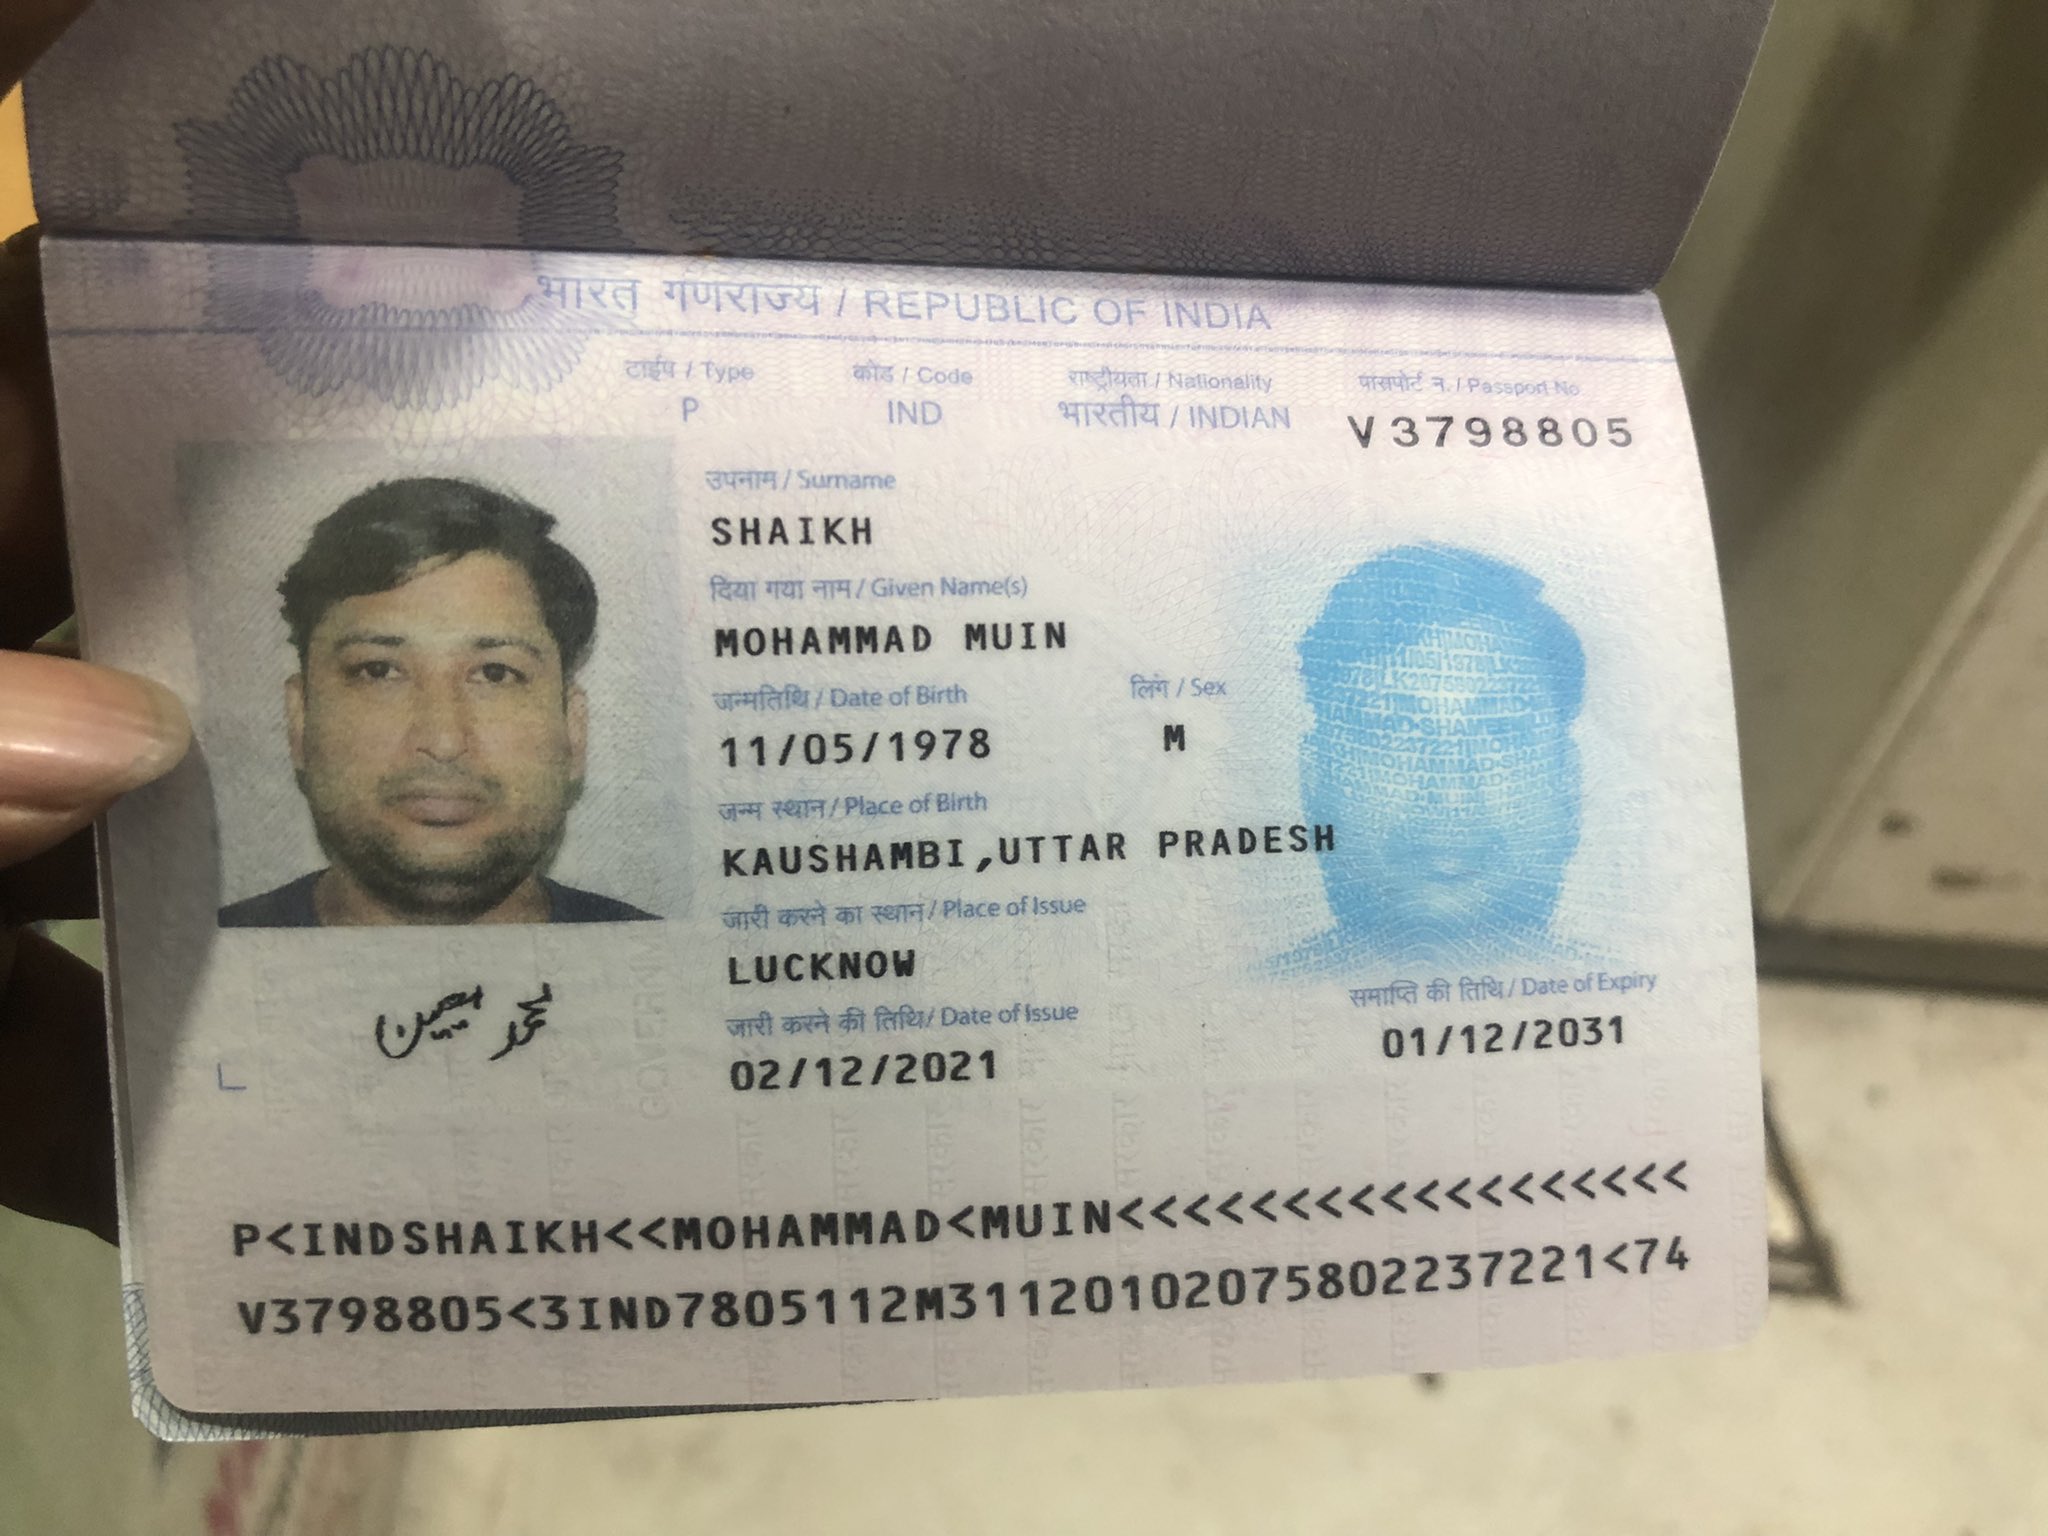 भारत गणराज्य / REPUBLIC OF INDIA
टाईप / Type कोड / Code राष्ट्रीयता / Nationality पासपोर्ट न. / Passport No.
P IND भारतीय / INDIAN V3798805
उपनाम / Surname
SHAIKH
दिया गया नाम / Given Name(s)
MOHAMMAD MUIN
जन्मतिथि / Date of Birth लिंग / Sex
11/05/1978 M
जन्म स्थान / Place of Birth
KAUSHAMBI,UTTAR PRADESH
जारी करने का स्थान / Place of Issue
LUCKNOW
जारी करने की तिथि / Date of Issue समाप्ति की तिथि / Date of Expiry
02/12/2021 01/12/2031
P<INDSHAIKH<<MOHAMMAD<MUIN<<<<<<<<<<<<<<<<<<
V3798805<3IND7805112M31120102075802237221<74